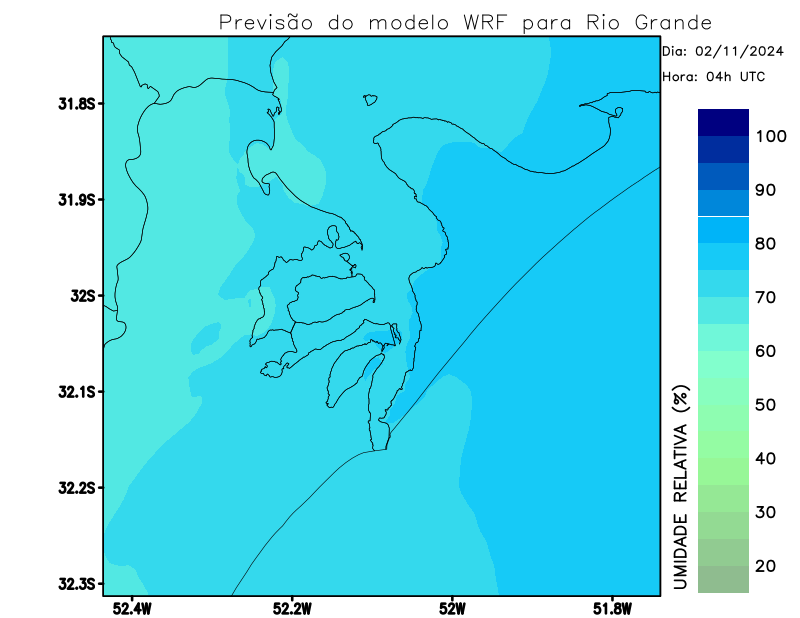 Previsão do modelo WRF para Rio Grande
Dia: 02/11/2024
Hora: 04h UTC
31.8S
31.9S
32S
32.1S
32.2S
32.3S
52.4W
52.2W
52W
51.8W
100
90
80
70
60
50
40
30
20
UMIDADE RELATIVA (%)